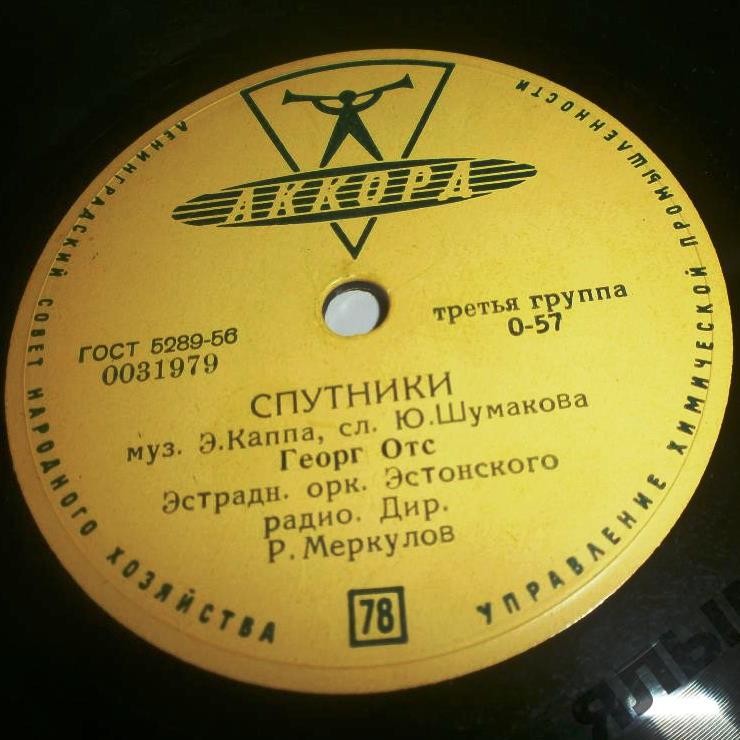 АККОРД
ЛЕНИНГРАДСКИЙ СОВЕТ НАРОДНОГО ХОЗЯЙСТВА
УПРАВЛЕНИЕ ХИМИЧЕСКОЙ ПРОМЫШЛЕННОСТИ
ГОСТ 5289-56
0031979
третья группа
0-57
СПУТНИКИ
муз. Э.Каппа, сл. Ю.Шумакова
Георг Отс
Эстрадн. орк. Эстонского
радио. Дир.
Р. Меркулов
78